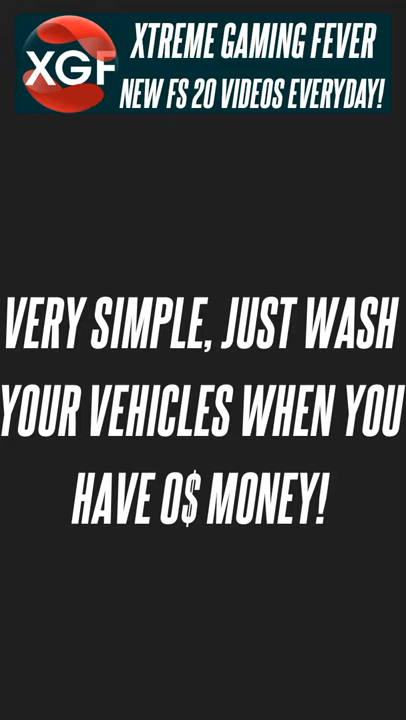 XGF
XTREME GAMING FEVER
NEW FS 20 VIDEOS EVERYDAY!
VERY SIMPLE, JUST WASH
YOUR VEHICLES WHEN YOU
HAVE 0$ MONEY!